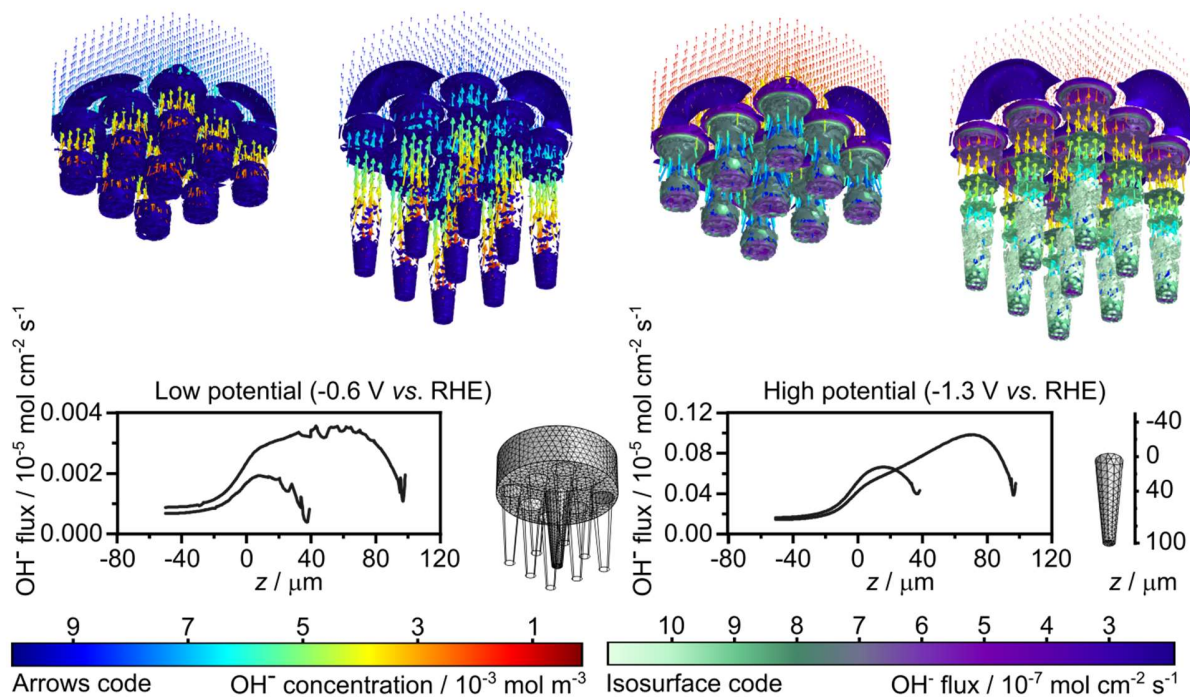 Low potential (-0.6 V vs. RHE)
OH⁻ flux / 10⁻⁵ mol cm⁻² s⁻¹
0.004
0.002
0.000
-80 -40 0 40 80 120
z / μm
High potential (-1.3 V vs. RHE)
OH⁻ flux / 10⁻⁵ mol cm⁻² s⁻¹
0.12
0.08
0.04
0.00
-80 -40 0 40 80 120
z / μm
-40
0
40
100
z / μm
9 7 5 3 1
Arrows code OH⁻ concentration / 10⁻³ mol m⁻³
10 9 8 7 6 5 4 3
Isosurface code OH⁻ flux / 10⁻⁷ mol cm⁻² s⁻¹